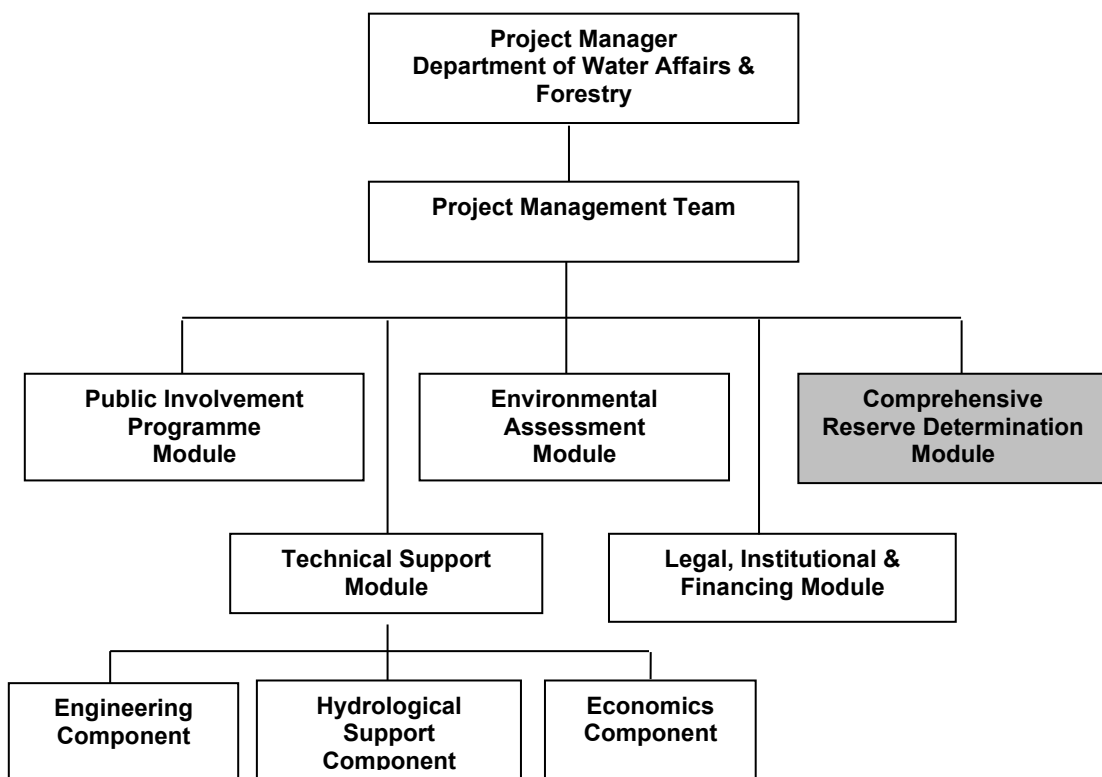 Project Manager
Department of Water Affairs &
Forestry
Project Management Team
Public Involvement
Programme
Module
Environmental
Assessment
Module
Comprehensive
Reserve Determination
Module
Technical Support
Module
Legal, Institutional &
Financing Module
Engineering
Component
Hydrological
Support
Component
Economics
Component